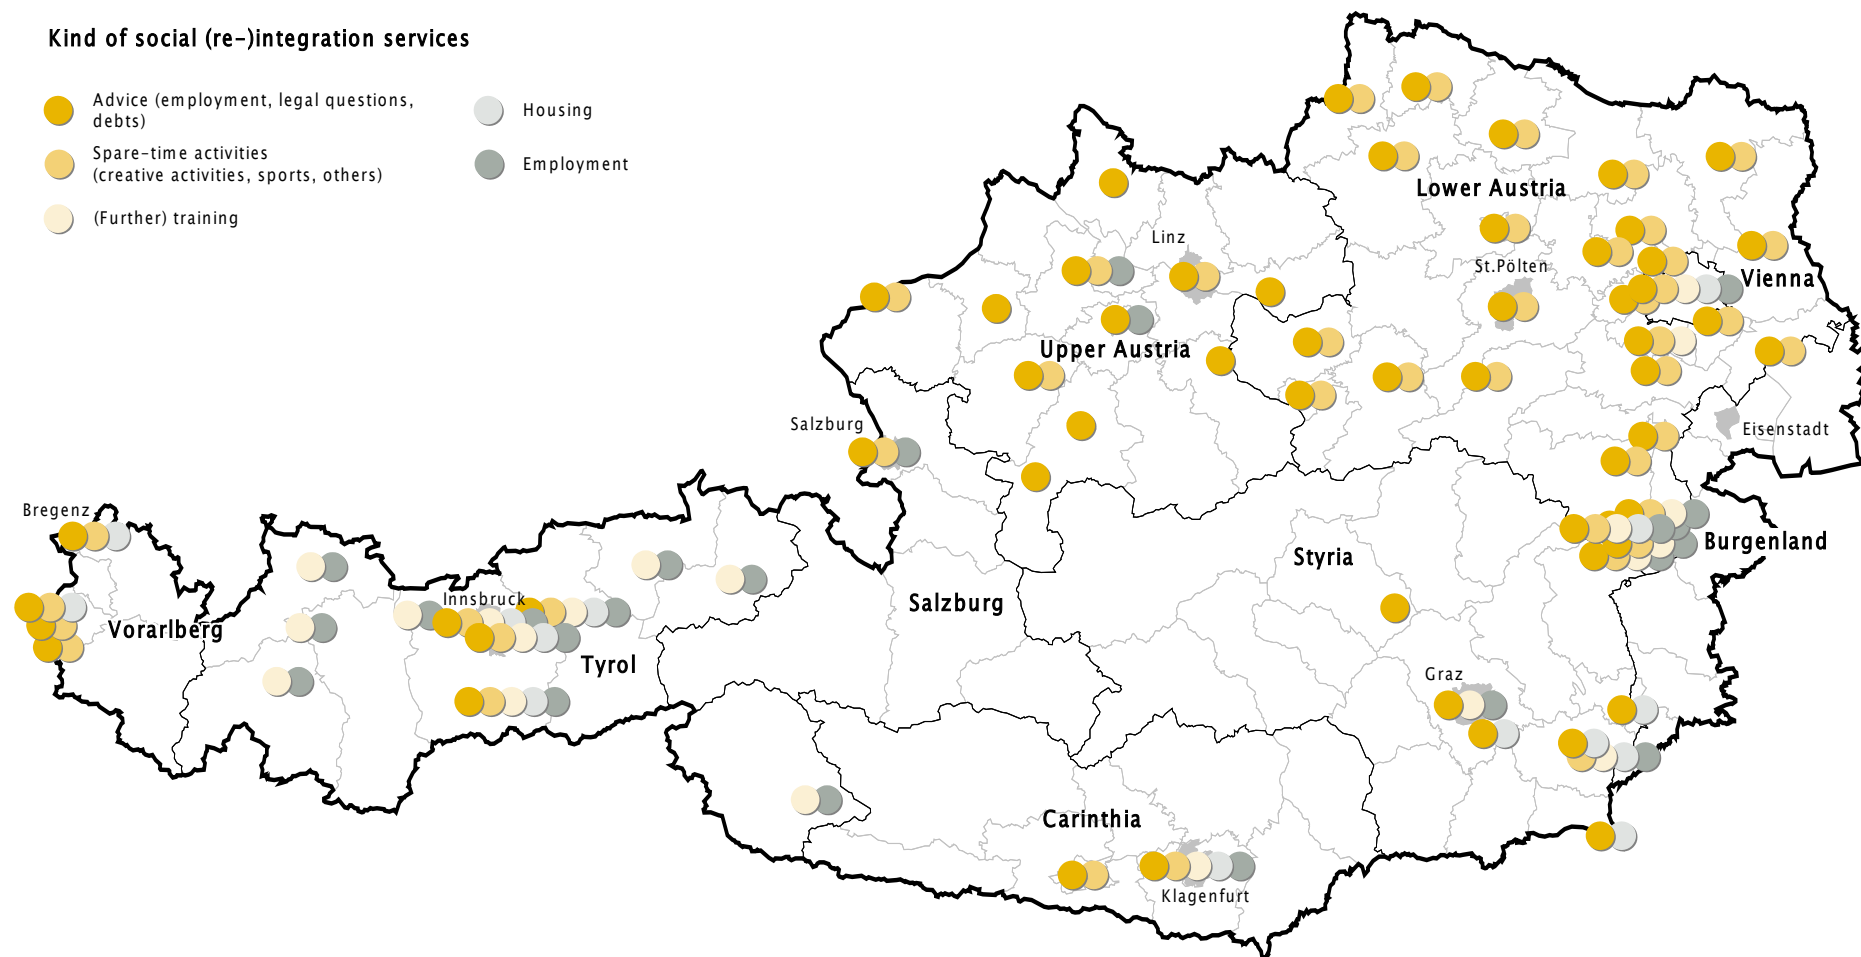 Kind of social (re-)integration services
Advice (employment, legal questions,
debts)
Spare-time activities
(creative activities, sports, others)
(Further) training
Housing
Employment
Lower Austria
Linz
St.Pölten
Vienna
Upper Austria
Salzburg
Eisenstadt
Bregenz
Burgenland
Styria
Innsbruck
Salzburg
Vorarlberg
Tyrol
Graz
Carinthia
Klagenfurt